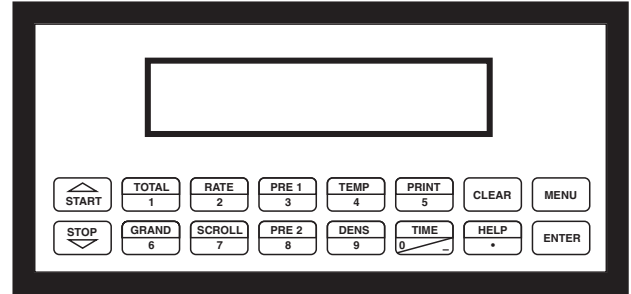 TOTAL RATE PRE 1 TEMP PRINT
START 1 2 3 4 5 CLEAR MENU
STOP GRAND SCROLL PRE 2 DENS TIME HELP
6 7 8 9 0 – • ENTER